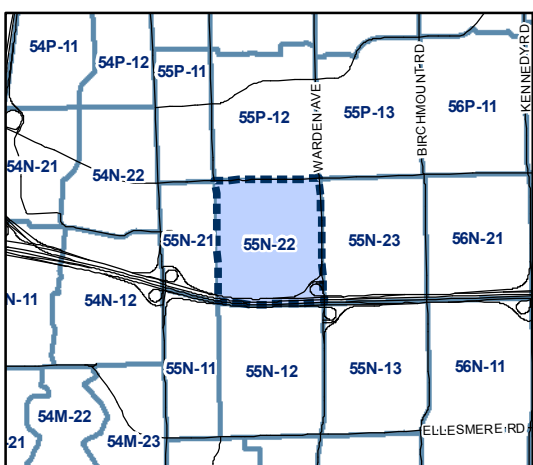 54P-11
54P-12
55P-11
55P-12
55P-13
56P-11
WARDEN AVE
BIRCHMOUNT RD
KENNEDY RD
54N-21
54N-22
55N-21
55N-22
55N-23
56N-21
N-11
54N-12
55N-11
55N-12
55N-13
56N-11
54M-22
21
54M-23
ELLESMERE RD